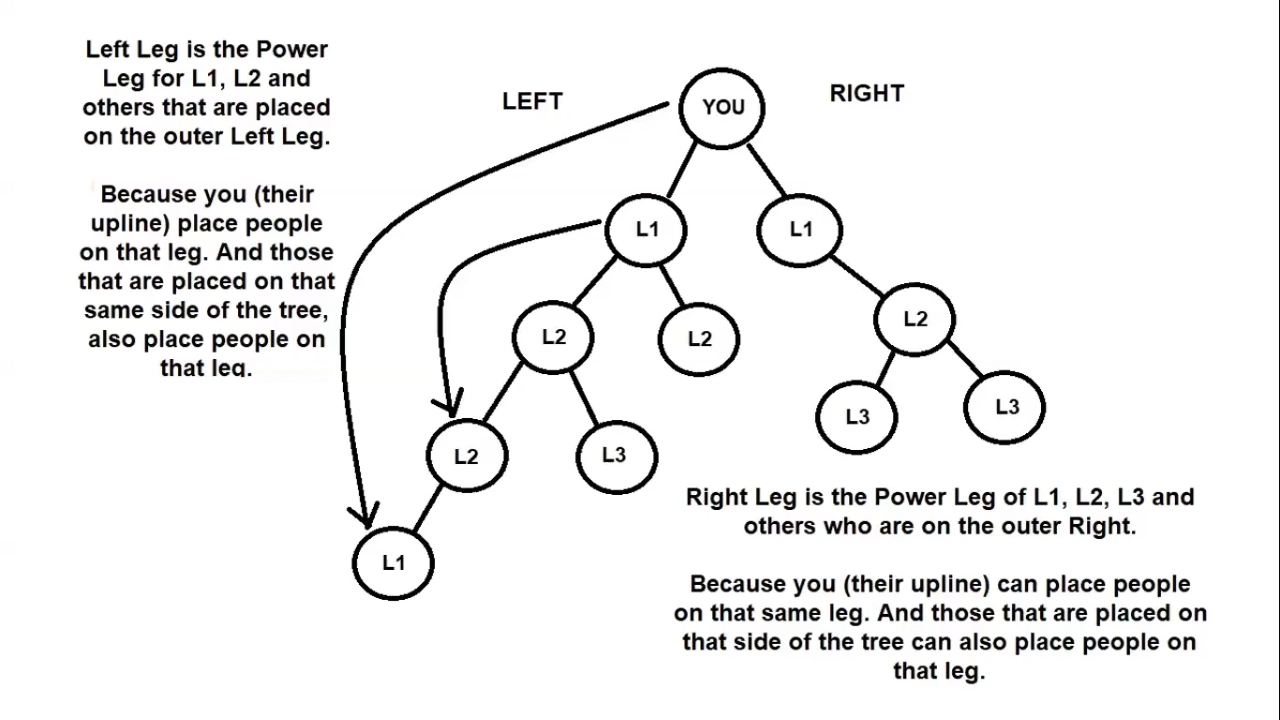 Left Leg is the Power
Leg for L1, L2 and
others that are placed
on the outer Left Leg.
Because you (their
upline) place people
on that leg. And those
that are placed on that
same side of the tree,
also place people on
that leg.
LEFT
YOU
RIGHT
L1
L1
L2
L2
L2
L2
L3
L3
L3
L1
Right Leg is the Power Leg of L1, L2, L3 and
others who are on the outer Right.
Because you (their upline) can place people
on that same leg. And those that are placed on
that side of the tree can also place people on
that leg.